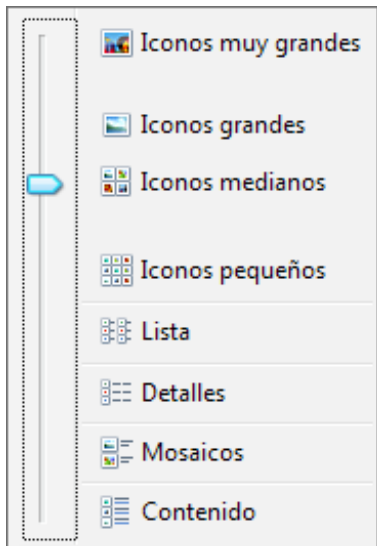 Iconos muy grandes
Iconos grandes
Iconos medianos
Iconos pequeños
Lista
Detalles
Mosaicos
Contenido